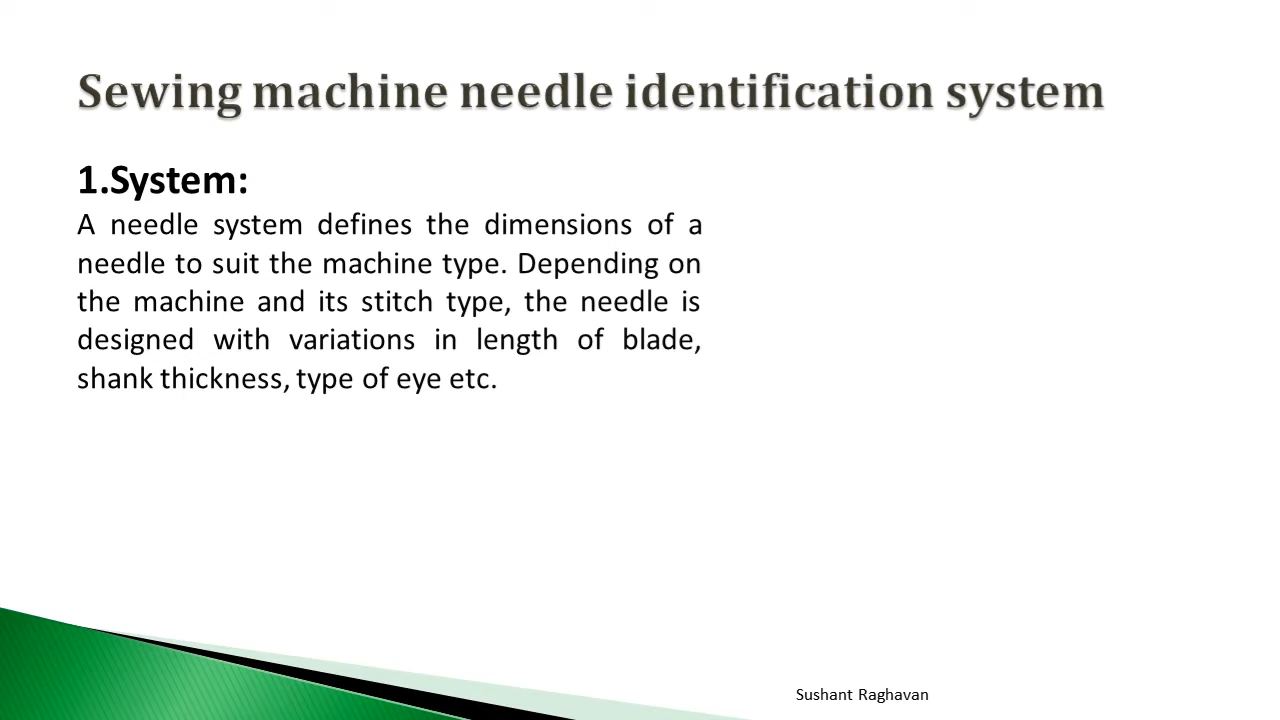 Sewing machine needle identification system
1.System:
A needle system defines the dimensions of a
needle to suit the machine type. Depending on
the machine and its stitch type, the needle is
designed with variations in length of blade,
shank thickness, type of eye etc.
Sushant Raghavan